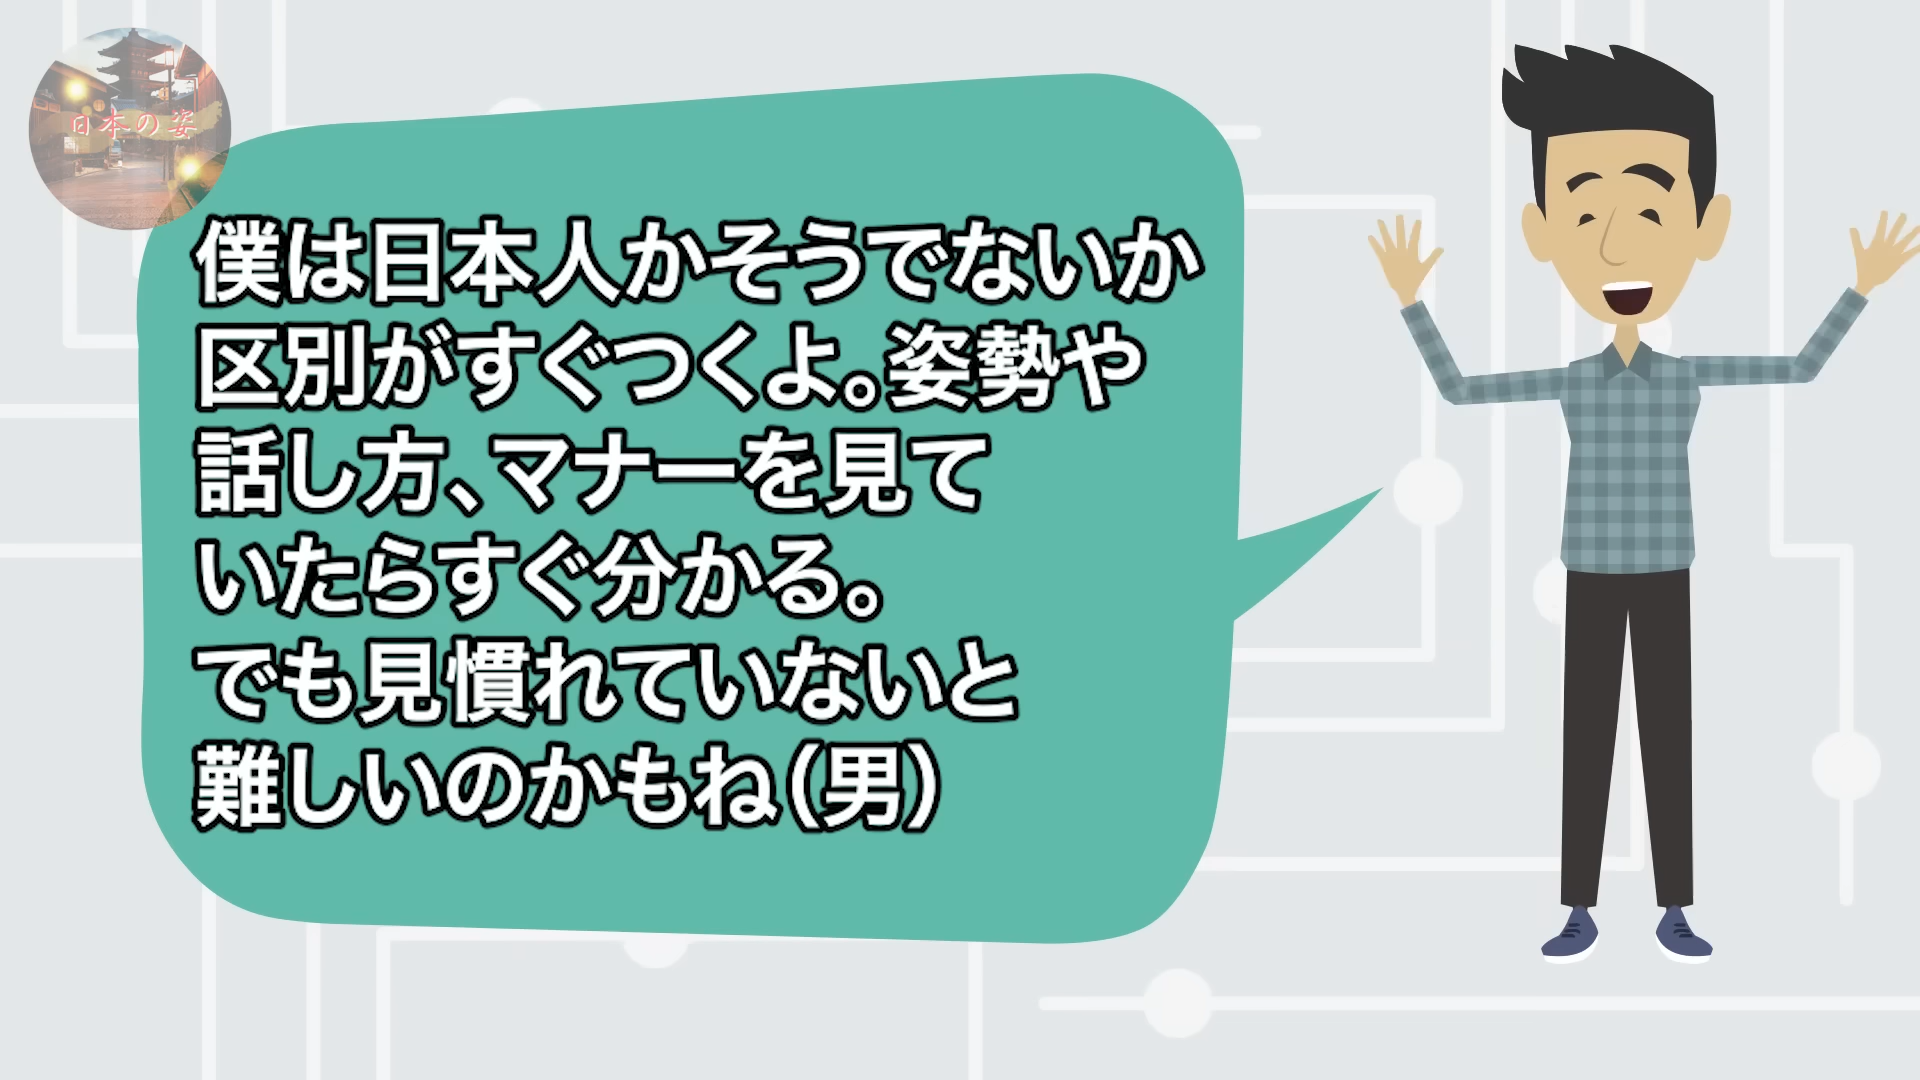 日本の姿
僕は日本人かそうでないか
区別がすぐつくよ。姿勢や
話し方、マナーを見て
いたらすぐ分かる。
でも見慣れていないと
難しいのかもね（男）